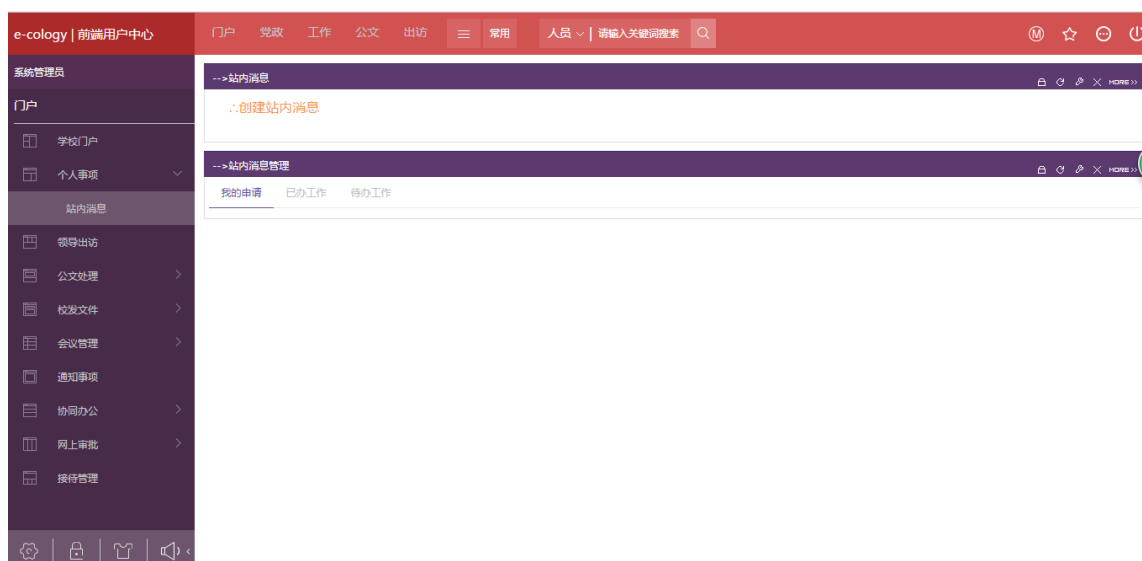 e-cology | 前端用户中心
门户 党政 工作 公文 出访 常用 人员 请输入关键词搜索
系统管理员
门户
学校门户
个人事项
站内消息
领导出访
公文处理
校发文件
会议管理
通知事项
协同办公
网上审批
接待管理
-->站内消息 MORE>>
∴创建站内消息
-->站内消息管理 MORE>>
我的申请 已办工作 待办工作